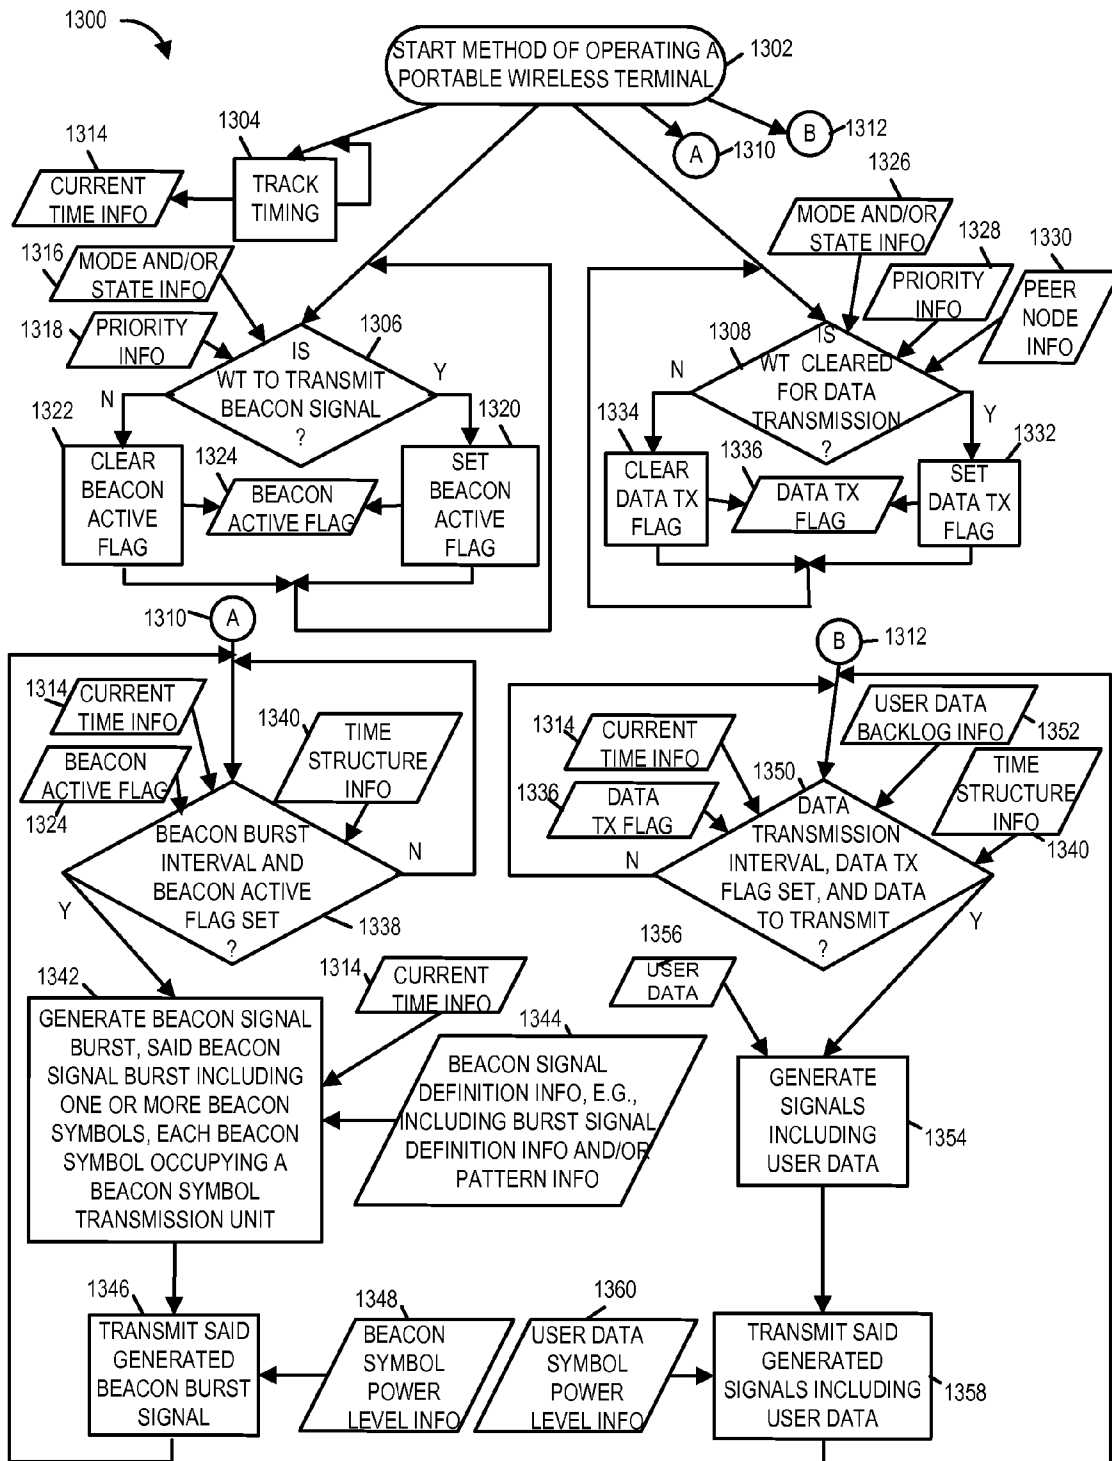 1300
START METHOD OF OPERATING A
PORTABLE WIRELESS TERMINAL
1302
1304
1314
CURRENT
TIME INFO
TRACK
TIMING
A
1310
B
1312
1326
MODE AND/OR
STATE INFO
1328
PRIORITY
INFO
1330
PEER
NODE
INFO
1316
MODE AND/OR
STATE INFO
1318
PRIORITY
INFO
1306
IS
WT TO TRANSMIT
BEACON SIGNAL
?
N
Y
1322
CLEAR
BEACON
ACTIVE
FLAG
1324
BEACON
ACTIVE FLAG
1320
SET
BEACON
ACTIVE
FLAG
1308
IS
WT CLEARED
FOR DATA
TRANSMISSION
?
N
Y
1334
CLEAR
DATA TX
FLAG
1336
DATA TX
FLAG
1332
SET
DATA TX
FLAG
1310
A
1314
CURRENT
TIME INFO
BEACON
ACTIVE FLAG
1324
1340
TIME
STRUCTURE
INFO
BEACON BURST
INTERVAL AND
BEACON ACTIVE
FLAG SET
?
N
Y
1338
1342
GENERATE BEACON SIGNAL
BURST, SAID BEACON
SIGNAL BURST INCLUDING
ONE OR MORE BEACON
SYMBOLS, EACH BEACON
SYMBOL OCCUPYING A
BEACON SYMBOL
TRANSMISSION UNIT
1314
CURRENT
TIME INFO
1344
BEACON SIGNAL
DEFINITION INFO, E.G.,
INCLUDING BURST SIGNAL
DEFINITION INFO AND/OR
PATTERN INFO
1346
TRANSMIT SAID
GENERATED
BEACON BURST
SIGNAL
1348
BEACON
SYMBOL
POWER
LEVEL INFO
B
1312
1314
CURRENT
TIME INFO
1336
DATA
TX FLAG
USER DATA
BACKLOG INFO
1352
TIME
STRUCTURE
INFO
1340
1350
DATA
TRANSMISSION
INTERVAL, DATA TX
FLAG SET, AND DATA
TO TRANSMIT
?
N
Y
1356
USER
DATA
GENERATE
SIGNALS
INCLUDING
USER DATA
1354
1360
USER DATA
SYMBOL
POWER
LEVEL INFO
TRANSMIT SAID
GENERATED
SIGNALS INCLUDING
USER DATA
1358